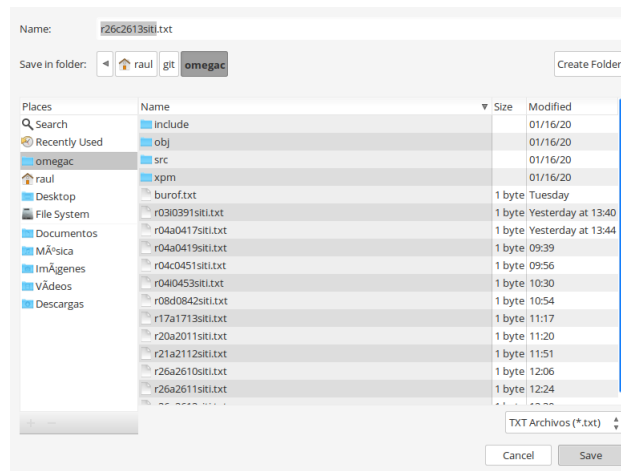 Name: r26c2613siti.txt
Save in folder: raul git omegac Create Folder
Places Name Size Modified
Search include 01/16/20
Recently Used obj 01/16/20
omegac src 01/16/20
raul xpm 01/16/20
Desktop burof.txt 1 byte Tuesday
File System r03i0391siti.txt 1 byte Yesterday at 13:40
Documentos r04a0417siti.txt 1 byte Yesterday at 13:44
MÃºsica r04a0419siti.txt 1 byte 09:39
ImÃ¡genes r04c0451siti.txt 1 byte 09:56
VÃdeos r04i0453siti.txt 1 byte 10:30
Descargas r08d0842siti.txt 1 byte 10:54
r17a1713siti.txt 1 byte 11:17
r20a2011siti.txt 1 byte 11:20
r21a2112siti.txt 1 byte 11:51
r26a2610siti.txt 1 byte 12:06
r26a2611siti.txt 1 byte 12:24
TXT Archivos (*.txt)
Cancel Save